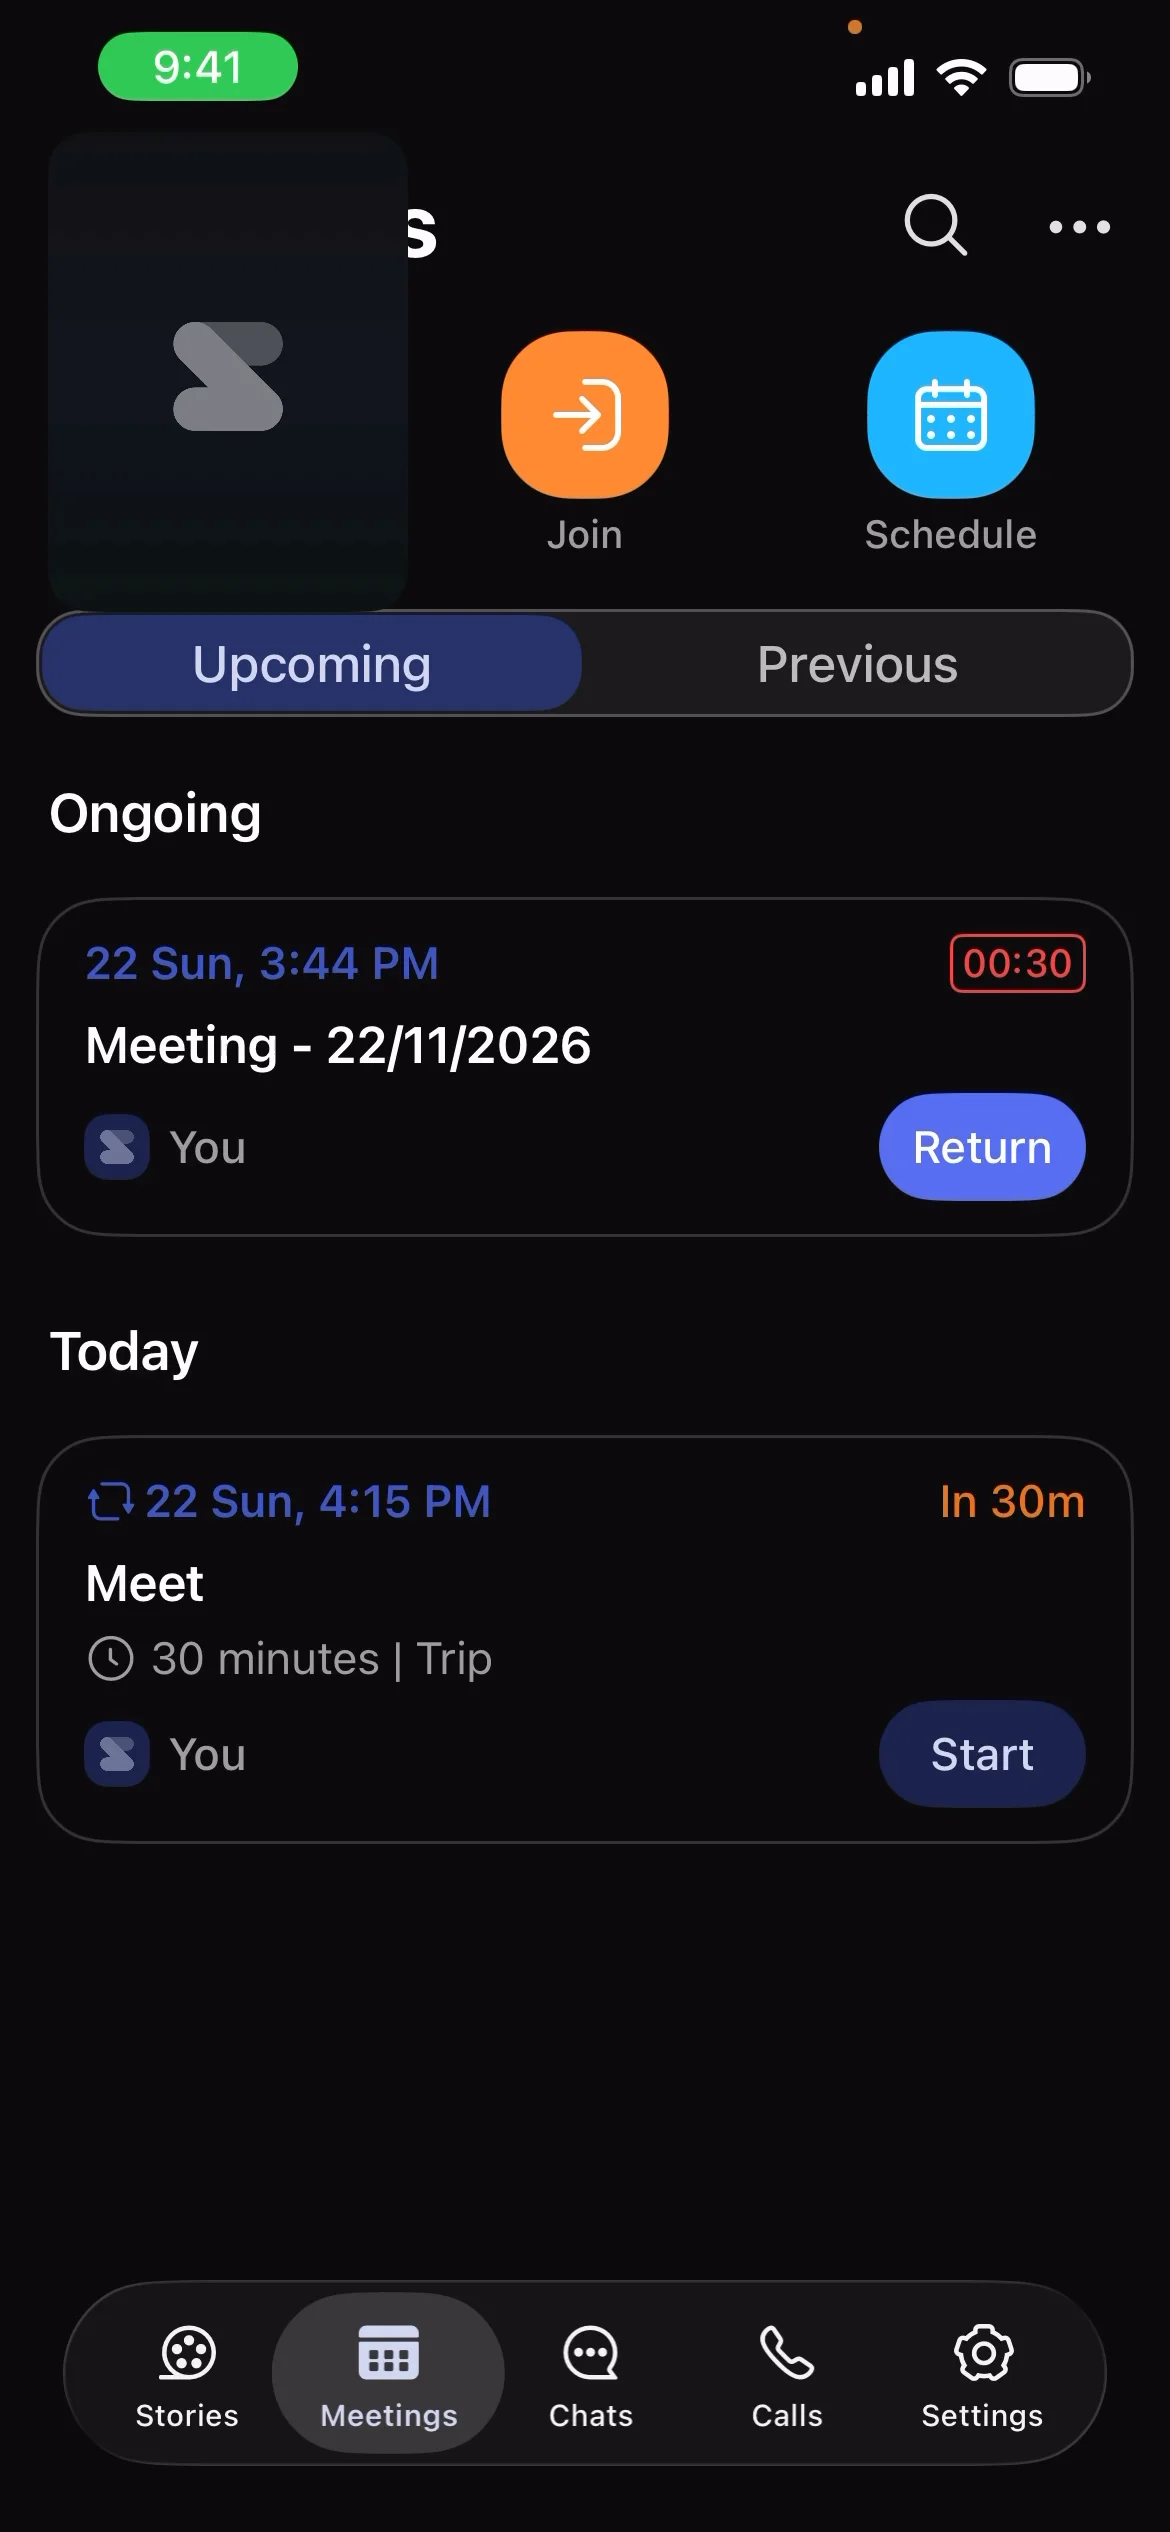 9:41
s
Join
Schedule
Upcoming
Previous
Ongoing
22 Sun, 3:44 PM
00:30
Meeting - 22/11/2026
You
Return
Today
22 Sun, 4:15 PM
In 30m
Meet
30 minutes | Trip
You
Start
Stories
Meetings
Chats
Calls
Settings